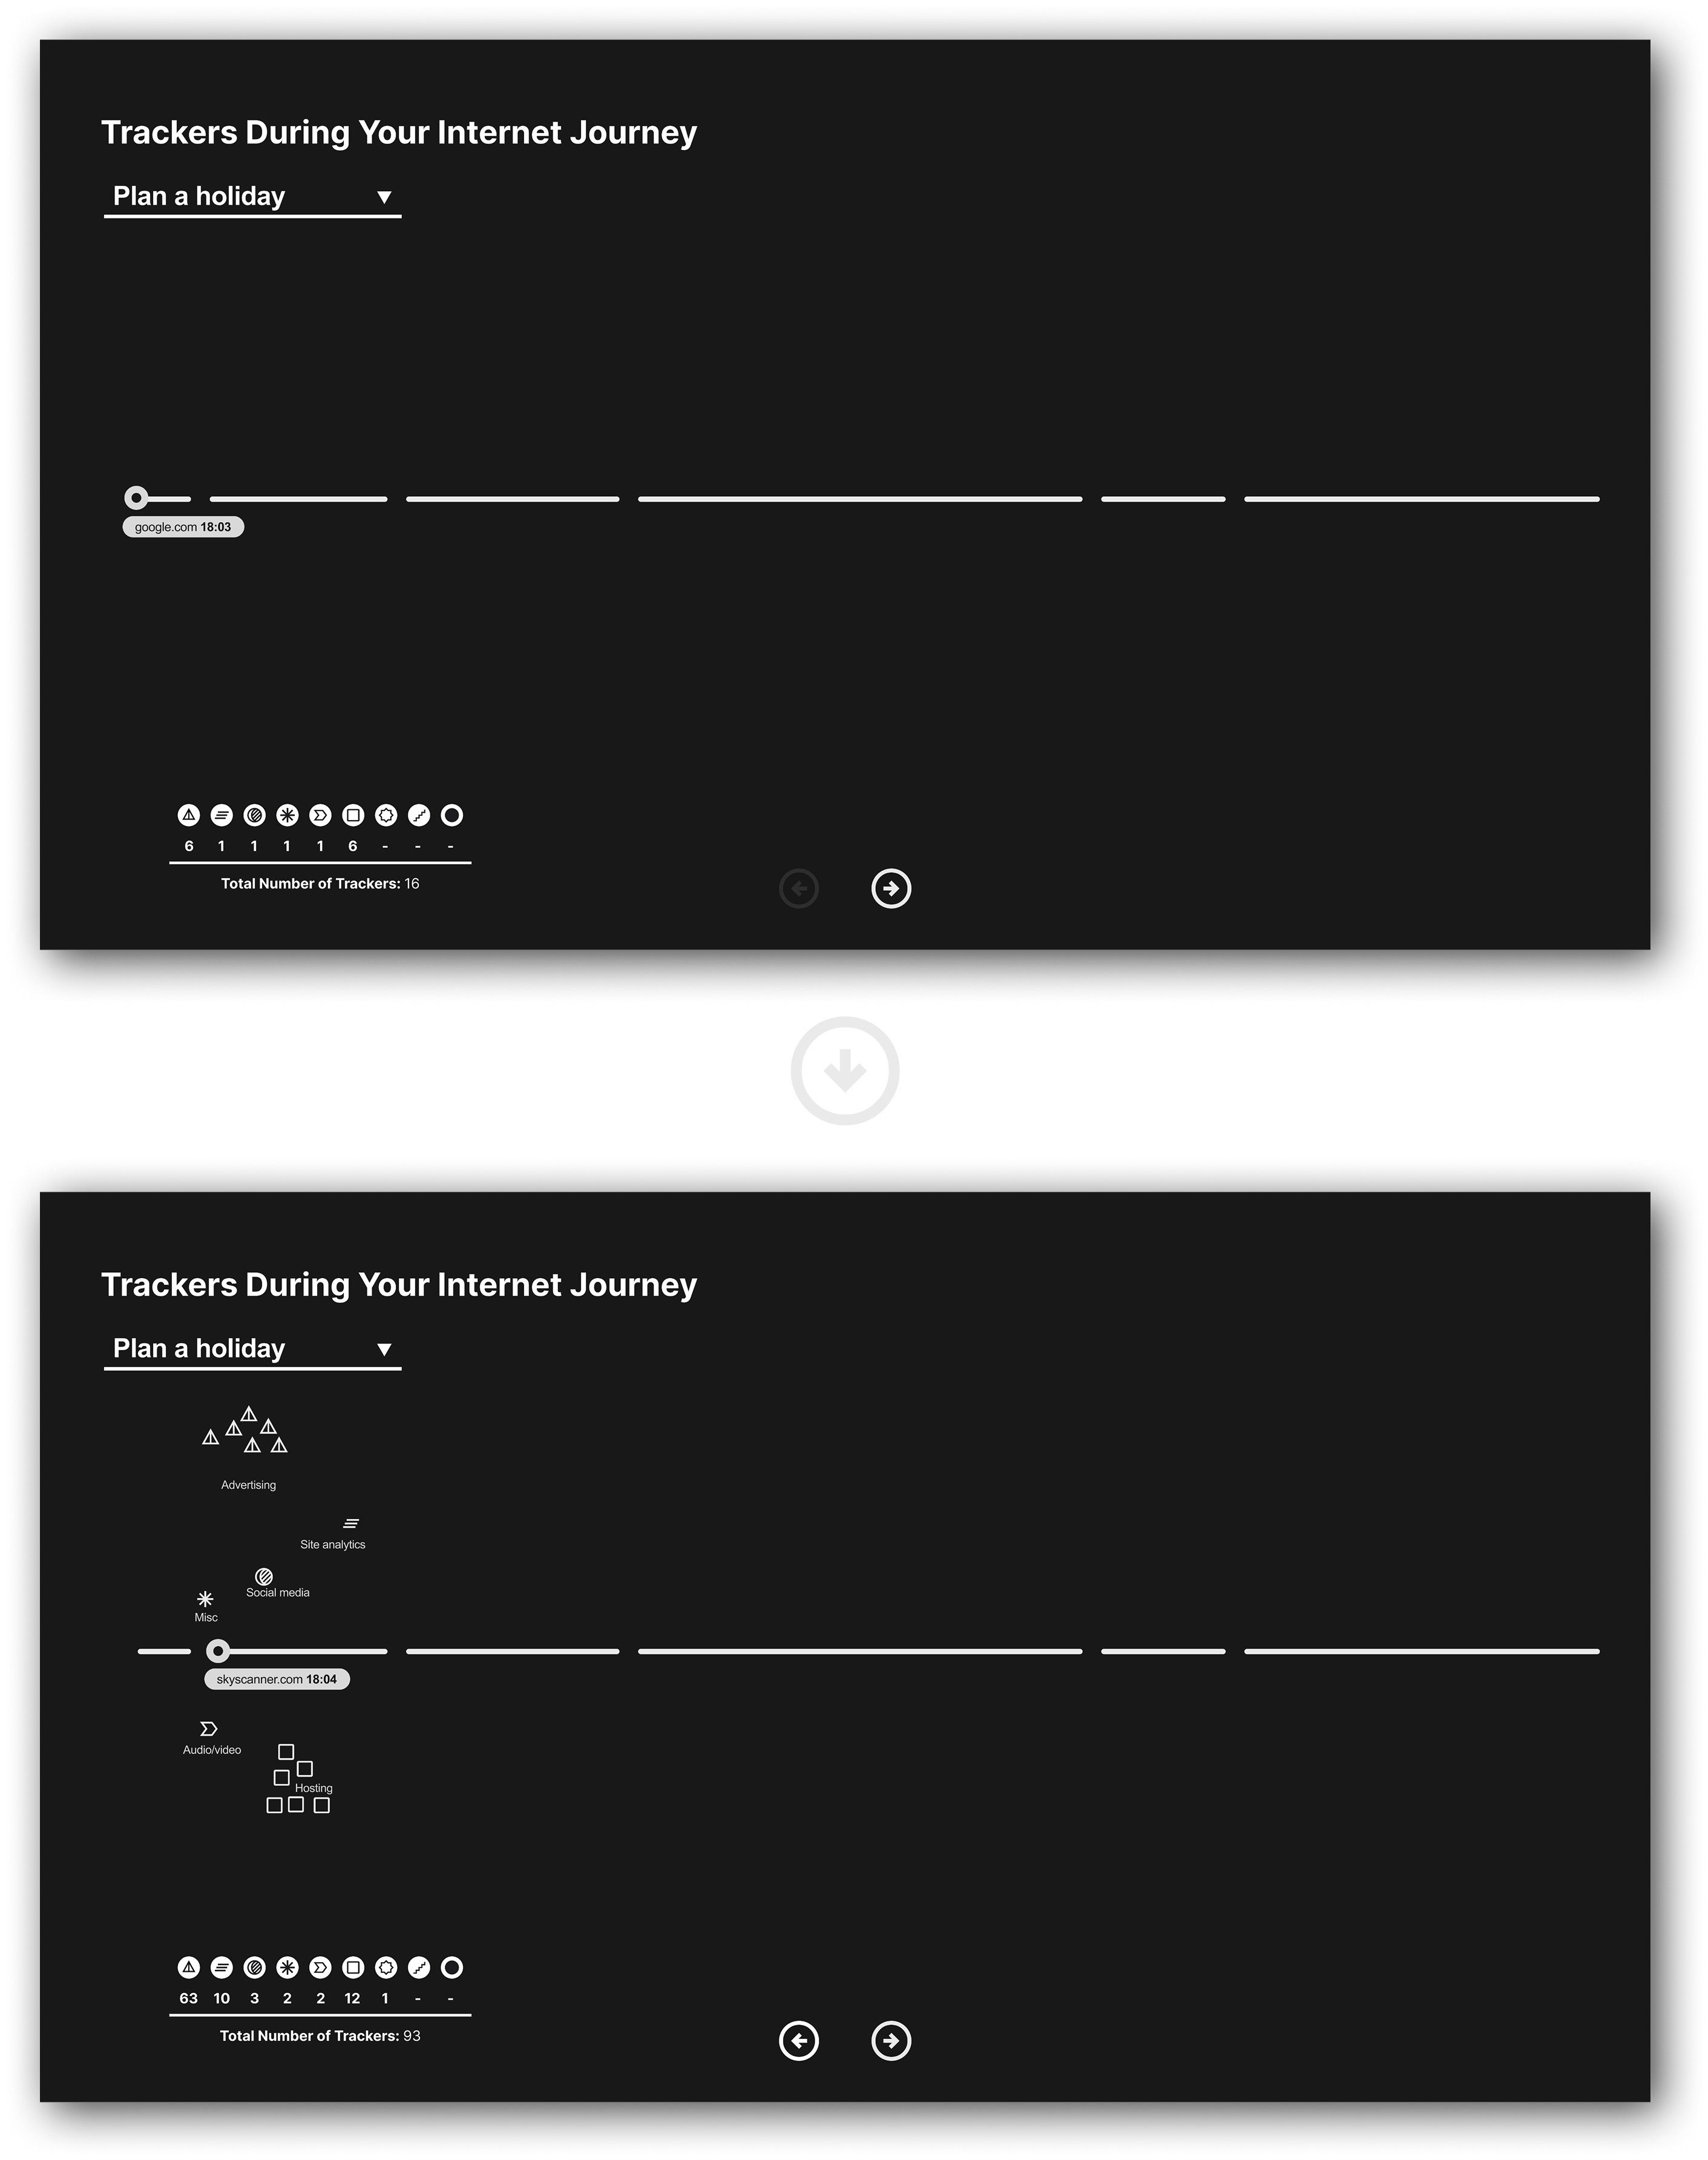 Trackers During Your Internet Journey
Plan a holiday
google.com 18:03
6 1 1 1 1 6 - - -
Total Number of Trackers: 16
Trackers During Your Internet Journey
Plan a holiday
Advertising
Site analytics
Social media
Misc
skyscanner.com 18:04
Audio/video
Hosting
63 10 3 2 2 12 1 - -
Total Number of Trackers: 93